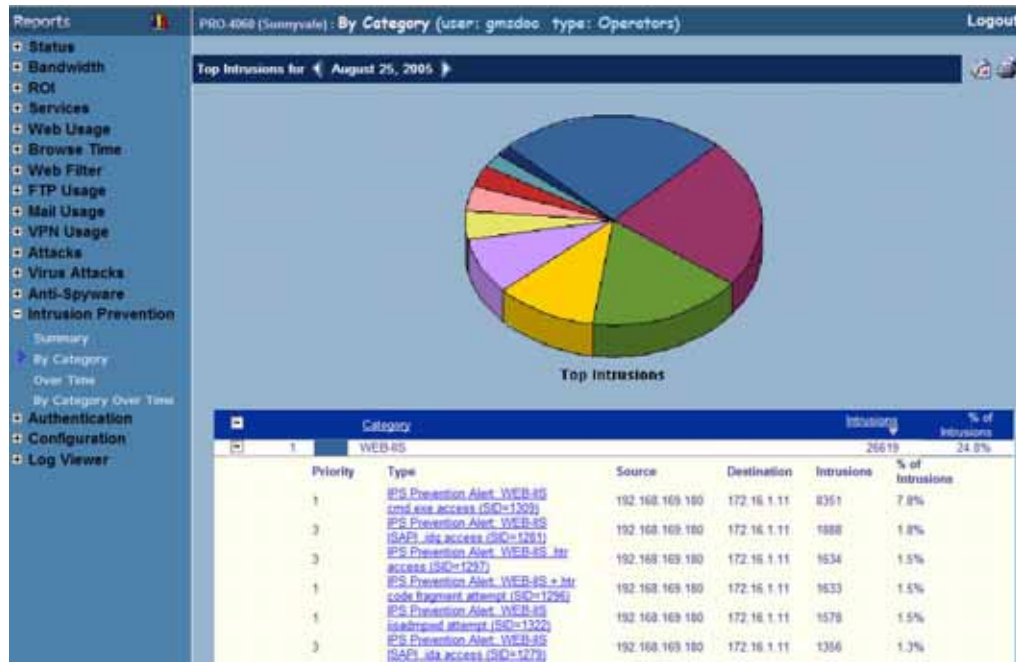 Reports
PRO 4060 (Sunnyvale) : By Category (user: gmsdoc type: Operators)
Logout
Status
Bandwidth
ROI
Services
Web Usage
Browse Time
Web Filter
FTP Usage
Mail Usage
VPN Usage
Attacks
Virus Attacks
Anti-Spyware
Intrusion Prevention
Summary
By Category
Over Time
By Category Over Time
Authentication
Configuration
Log Viewer
Top Intrusions for August 25, 2005
Top Intrusions
Category Intrusions % of Intrusions
1 WEB-IIS 26619 24.8%
Priority Type Source Destination Intrusions % of Intrusions
1 IPS Prevention Alert: WEB-IIS cmd.exe access (SID=1309) 192.168.169.180 172.16.1.11 8351 7.8%
3 IPS Prevention Alert: WEB-IIS ISAPI .idq access (SID=1281) 192.168.169.180 172.16.1.11 1888 1.8%
3 IPS Prevention Alert: WEB-IIS .htr access (SID=1297) 192.168.169.180 172.16.1.11 1634 1.5%
1 IPS Prevention Alert: WEB-IIS +.htr code fragment attempt (SID=1296) 192.168.169.180 172.16.1.11 1633 1.5%
1 IPS Prevention Alert: WEB-IIS iisadmpwd attempt (SID=1322) 192.168.169.180 172.16.1.11 1578 1.5%
3 IPS Prevention Alert: WEB-IIS ISAPI .ida access (SID=1279) 192.168.169.180 172.16.1.11 1356 1.3%